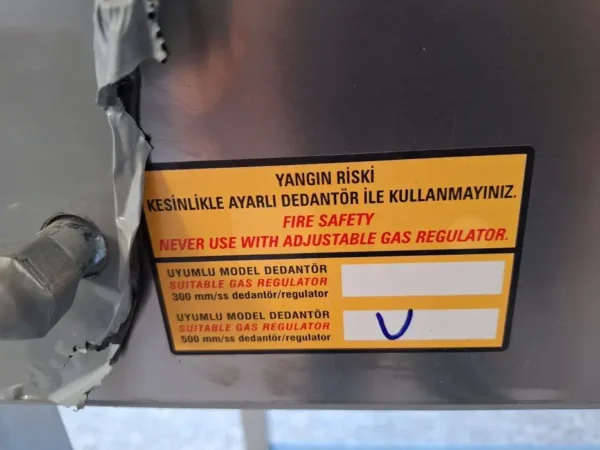 YANGIN RİSKİ
KESİNLİKLE AYARLI DEDANTÖR İLE KULLANMAYINIZ.
FIRE SAFETY
NEVER USE WITH ADJUSTABLE GAS REGULATOR.
UYUMLU MODEL DEDANTÖR
SUITABLE GAS REGULATOR
300 mm/ss dedantör/regulator
UYUMLU MODEL DEDANTÖR
SUITABLE GAS REGULATOR
500 mm/ss dedantör/regulator